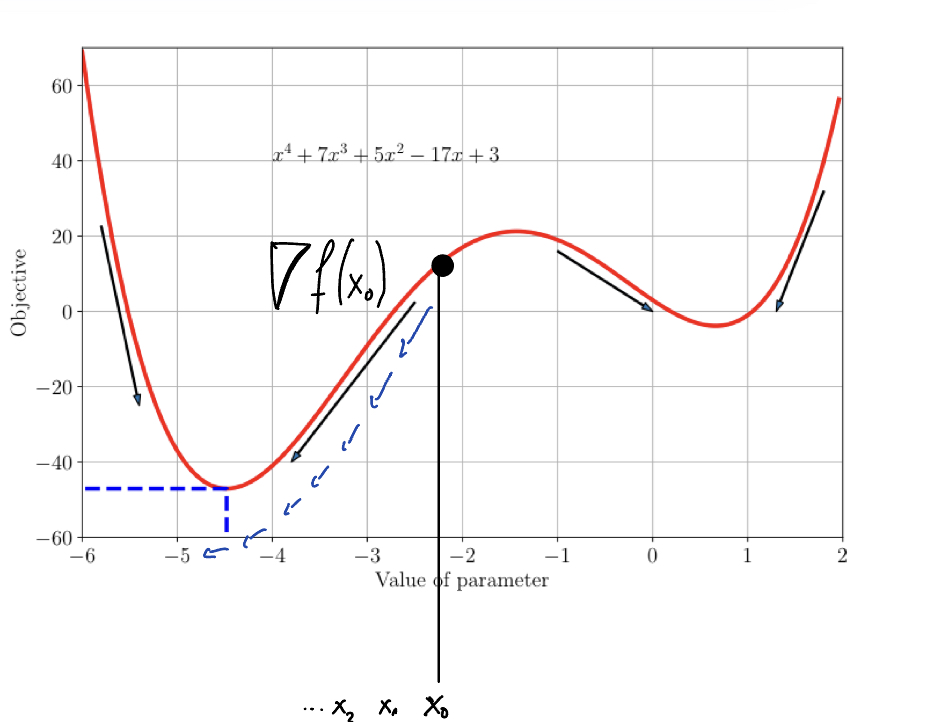 60
40
20
0
−20
−40
−60
Objective
x⁴ + 7x³ + 5x² − 17x + 3
∇f(x₀)
−6 −5 −4 −3 −2 −1 0 1 2
Value of parameter
... x₂ x₁ x₀